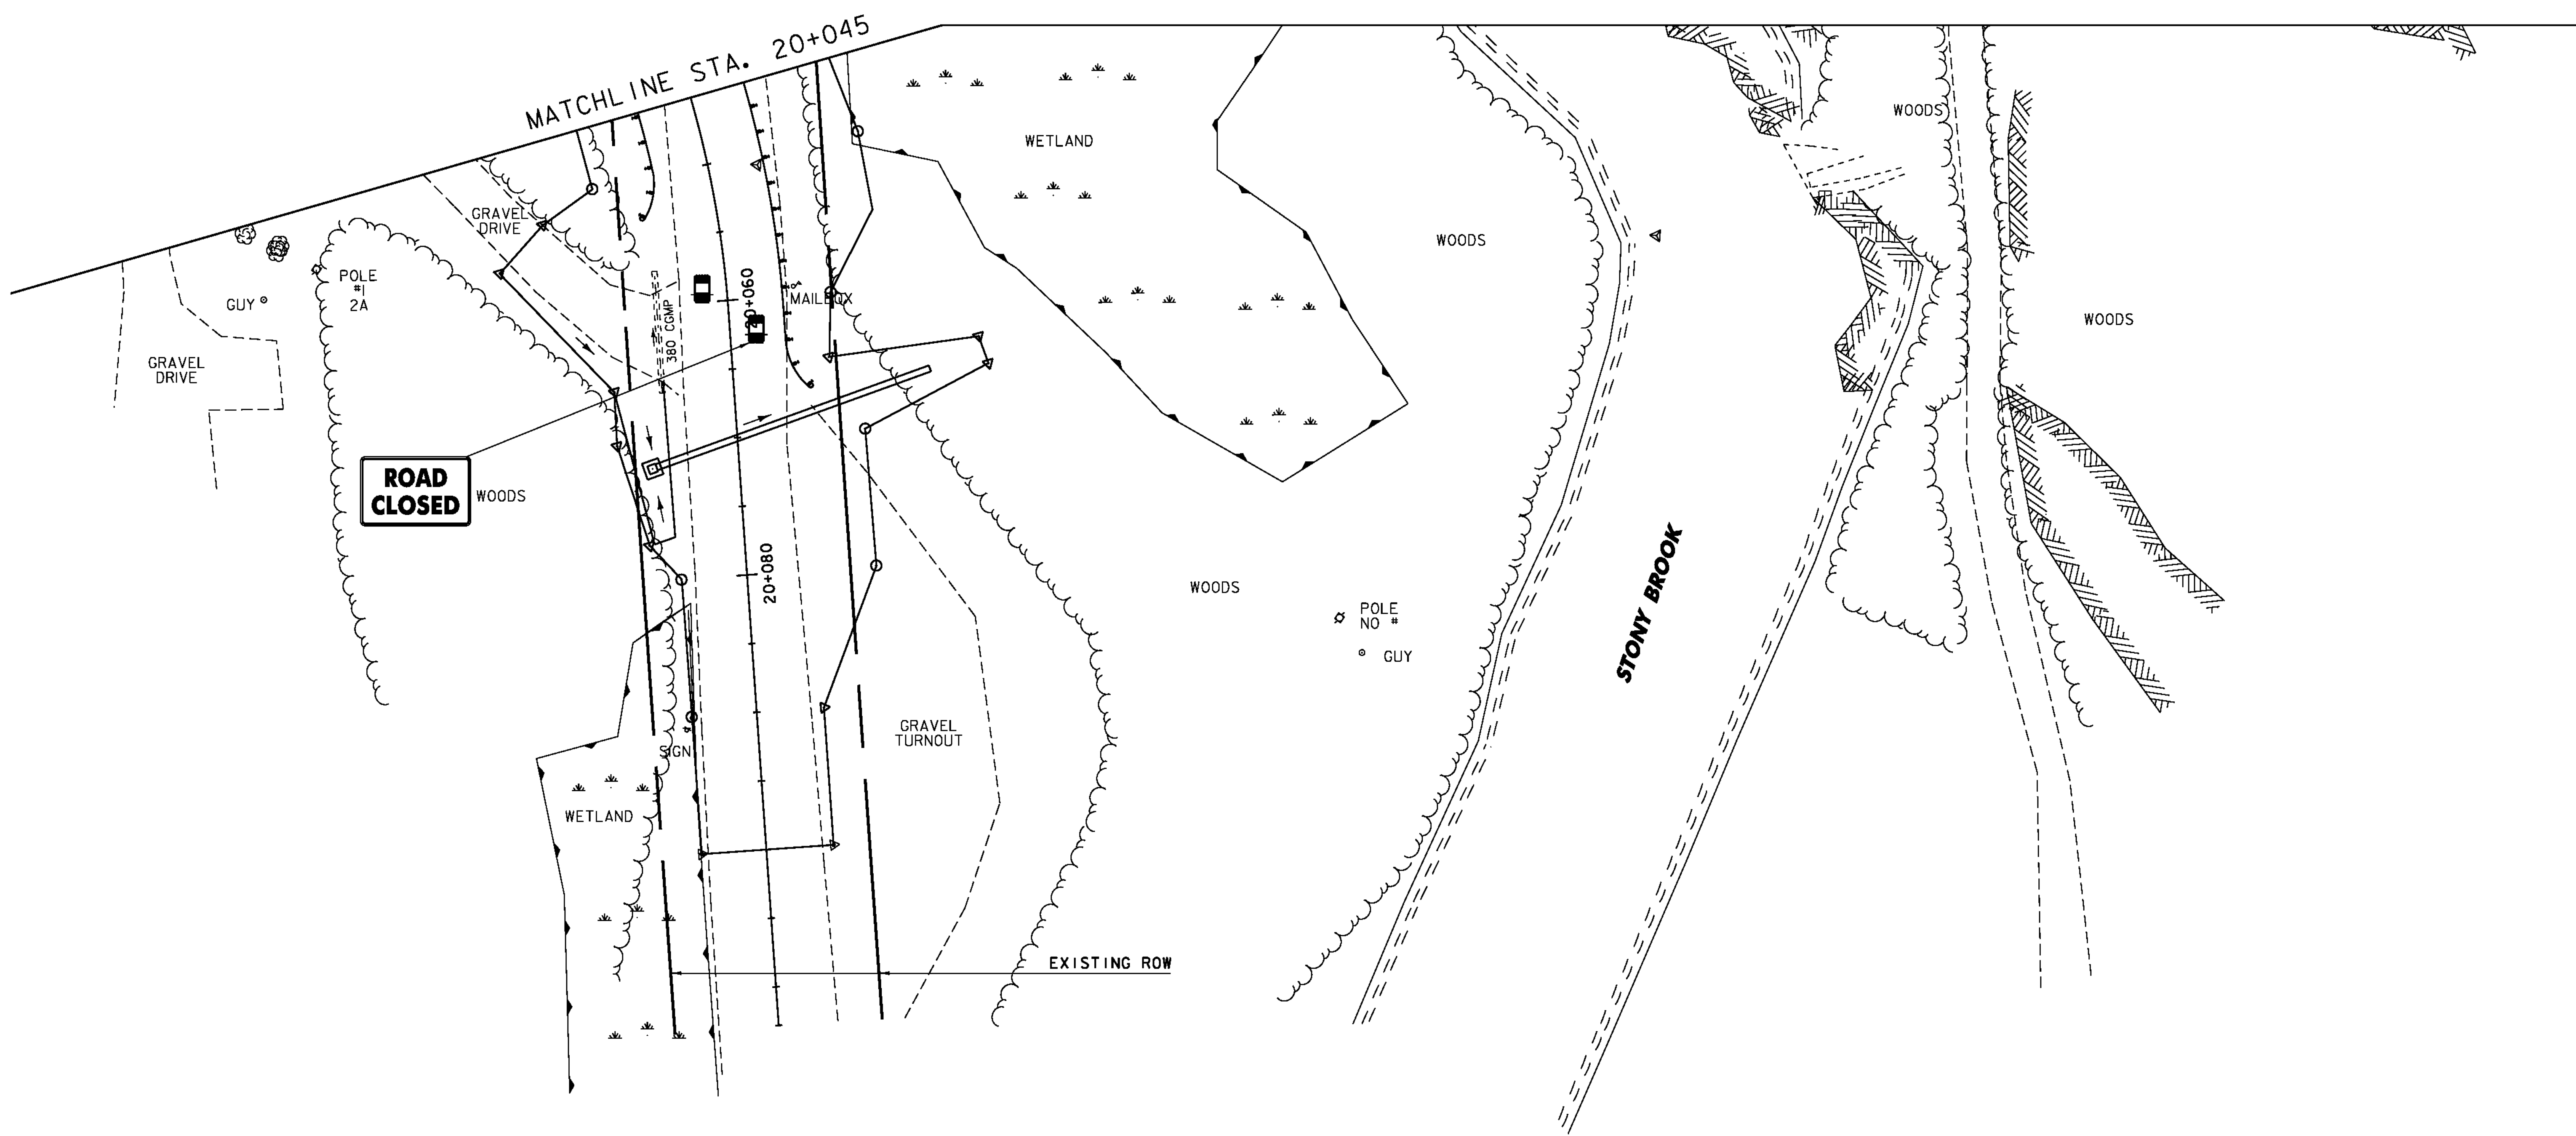 MATCHLINE STA. 20+045
WOODS
WETLAND
GRAVEL
DRIVE
WOODS
POLE
#1
2A
GUY
20+060
MAILBOX
380 CGMP
WOODS
GRAVEL
DRIVE
ROAD
CLOSED
WOODS
STONY BROOK
20+080
WOODS
POLE
NO #
GUY
GRAVEL
TURNOUT
SIGN
WETLAND
EXISTING ROW